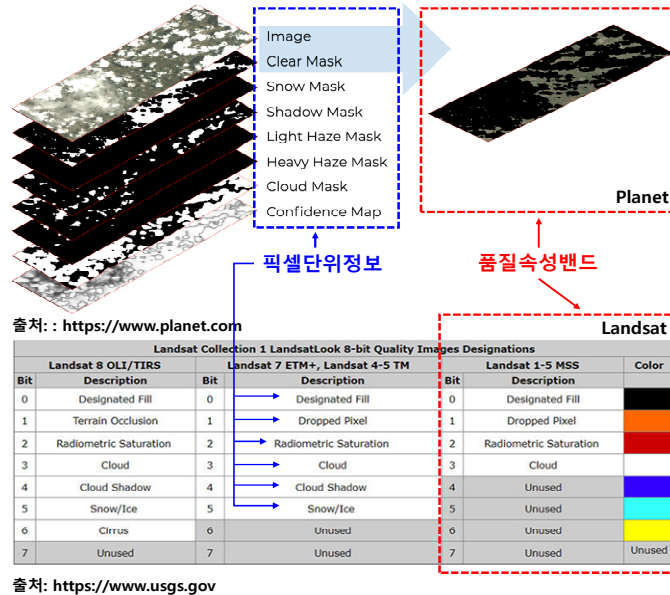 Image
Clear Mask
Snow Mask
Shadow Mask
Light Haze Mask
Heavy Haze Mask
Cloud Mask
Confidence Map
Planet
픽셀단위정보
품질속성밴드
출처: : https://www.planet.com
Landsat
Landsat Collection 1 LandsatLook 8-bit Quality Images Designations
Landsat 8 OLI/TIRS Landsat 7 ETM+, Landsat 4-5 TM Landsat 1-5 MSS Color
Bit Description Bit Description Bit Description
0 Designated Fill 0 Designated Fill 0 Designated Fill
1 Terrain Occlusion 1 Dropped Pixel 1 Dropped Pixel
2 Radiometric Saturation 2 Radiometric Saturation 2 Radiometric Saturation
3 Cloud 3 Cloud 3 Cloud
4 Cloud Shadow 4 Cloud Shadow 4 Unused
5 Snow/Ice 5 Snow/Ice 5 Unused
6 Cirrus 6 Unused 6 Unused
7 Unused 7 Unused 7 Unused Unused
출처: https://www.usgs.gov